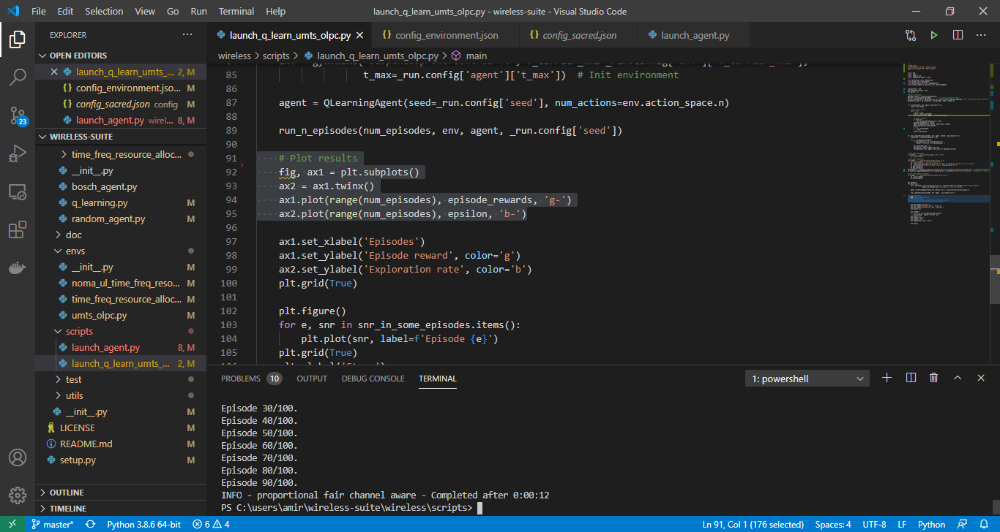 File Edit Selection View Go Run Terminal Help
launch_q_learn_umts_olpc.py - wireless-suite - Visual Studio Code
EXPLORER
OPEN EDITORS
launch_q_learn_umts_... 2, M
config_environment.jso... M
config_sacred.json config M
launch_agent.py wirel... 8, M
WIRELESS-SUITE
time_freq_resource_alloc...
__init__.py M
bosch_agent.py
q_learning.py M
random_agent.py M
doc
envs
__init__.py M
noma_ul_time_freq_reso... M
time_freq_resource_alloc... M
umts_olpc.py M
scripts
launch_agent.py 8, M
launch_q_learn_umts_... 2, M
test
utils
__init__.py M
LICENSE M
README.md M
setup.py M
OUTLINE
TIMELINE
23
launch_q_learn_umts_olpc.py
config_environment.json
config_sacred.json
launch_agent.py
wireless > scripts > launch_q_learn_umts_olpc.py > main
85 t_max=_run.config['agent']['t_max']) # Init environment
86
87 agent = QLearningAgent(seed=_run.config['seed'], num_actions=env.action_space.n)
88
89 run_n_episodes(num_episodes, env, agent, _run.config['seed'])
90
91 # Plot results
92 fig, ax1 = plt.subplots()
93 ax2 = ax1.twinx()
94 ax1.plot(range(num_episodes), episode_rewards, 'g-')
95 ax2.plot(range(num_episodes), epsilon, 'b-')
96
97 ax1.set_xlabel('Episodes')
98 ax1.set_ylabel('Episode reward', color='g')
99 ax2.set_ylabel('Exploration rate', color='b')
100 plt.grid(True)
101
102 plt.figure()
103 for e, snr in snr_in_some_episodes.items():
104 plt.plot(snr, label=f'Episode {e}')
105 plt.grid(True)
PROBLEMS 10 OUTPUT DEBUG CONSOLE TERMINAL
1: powershell
Episode 30/100.
Episode 40/100.
Episode 50/100.
Episode 60/100.
Episode 70/100.
Episode 80/100.
Episode 90/100.
INFO - proportional fair channel aware - Completed after 0:00:12
PS C:\users\amir\wireless-suite\wireless\scripts>
master* Python 3.8.6 64-bit 6 4
Ln 91, Col 1 (176 selected) Spaces: 4 UTF-8 LF Python